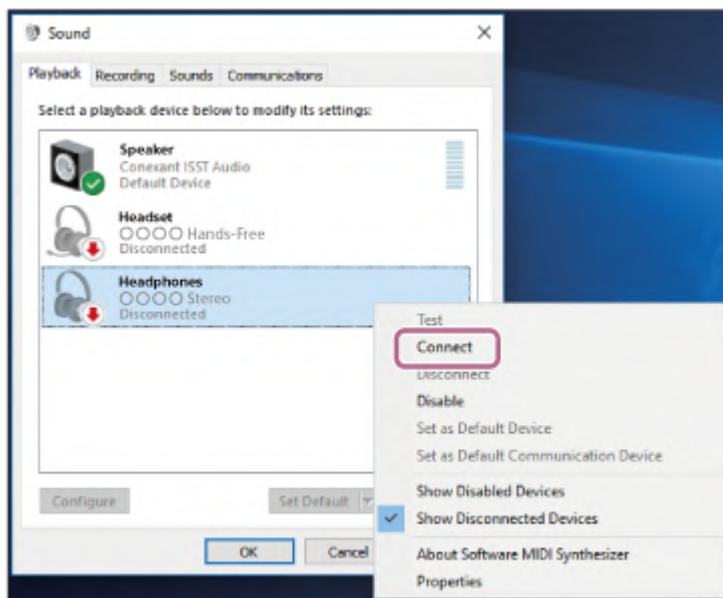 Sound
Playback Recording Sounds Communications
Select a playback device below to modify its settings:
Speaker
Conexant ISST Audio
Default Device
Headset
○○○○ Hands-Free
Disconnected
Headphones
○○○○ Stereo
Disconnected
Test
Connect
Disconnect
Disable
Set as Default Device
Set as Default Communication Device
Show Disabled Devices
Show Disconnected Devices
About Software MIDI Synthesizer
Properties
Configure
Set Default
OK
Cancel